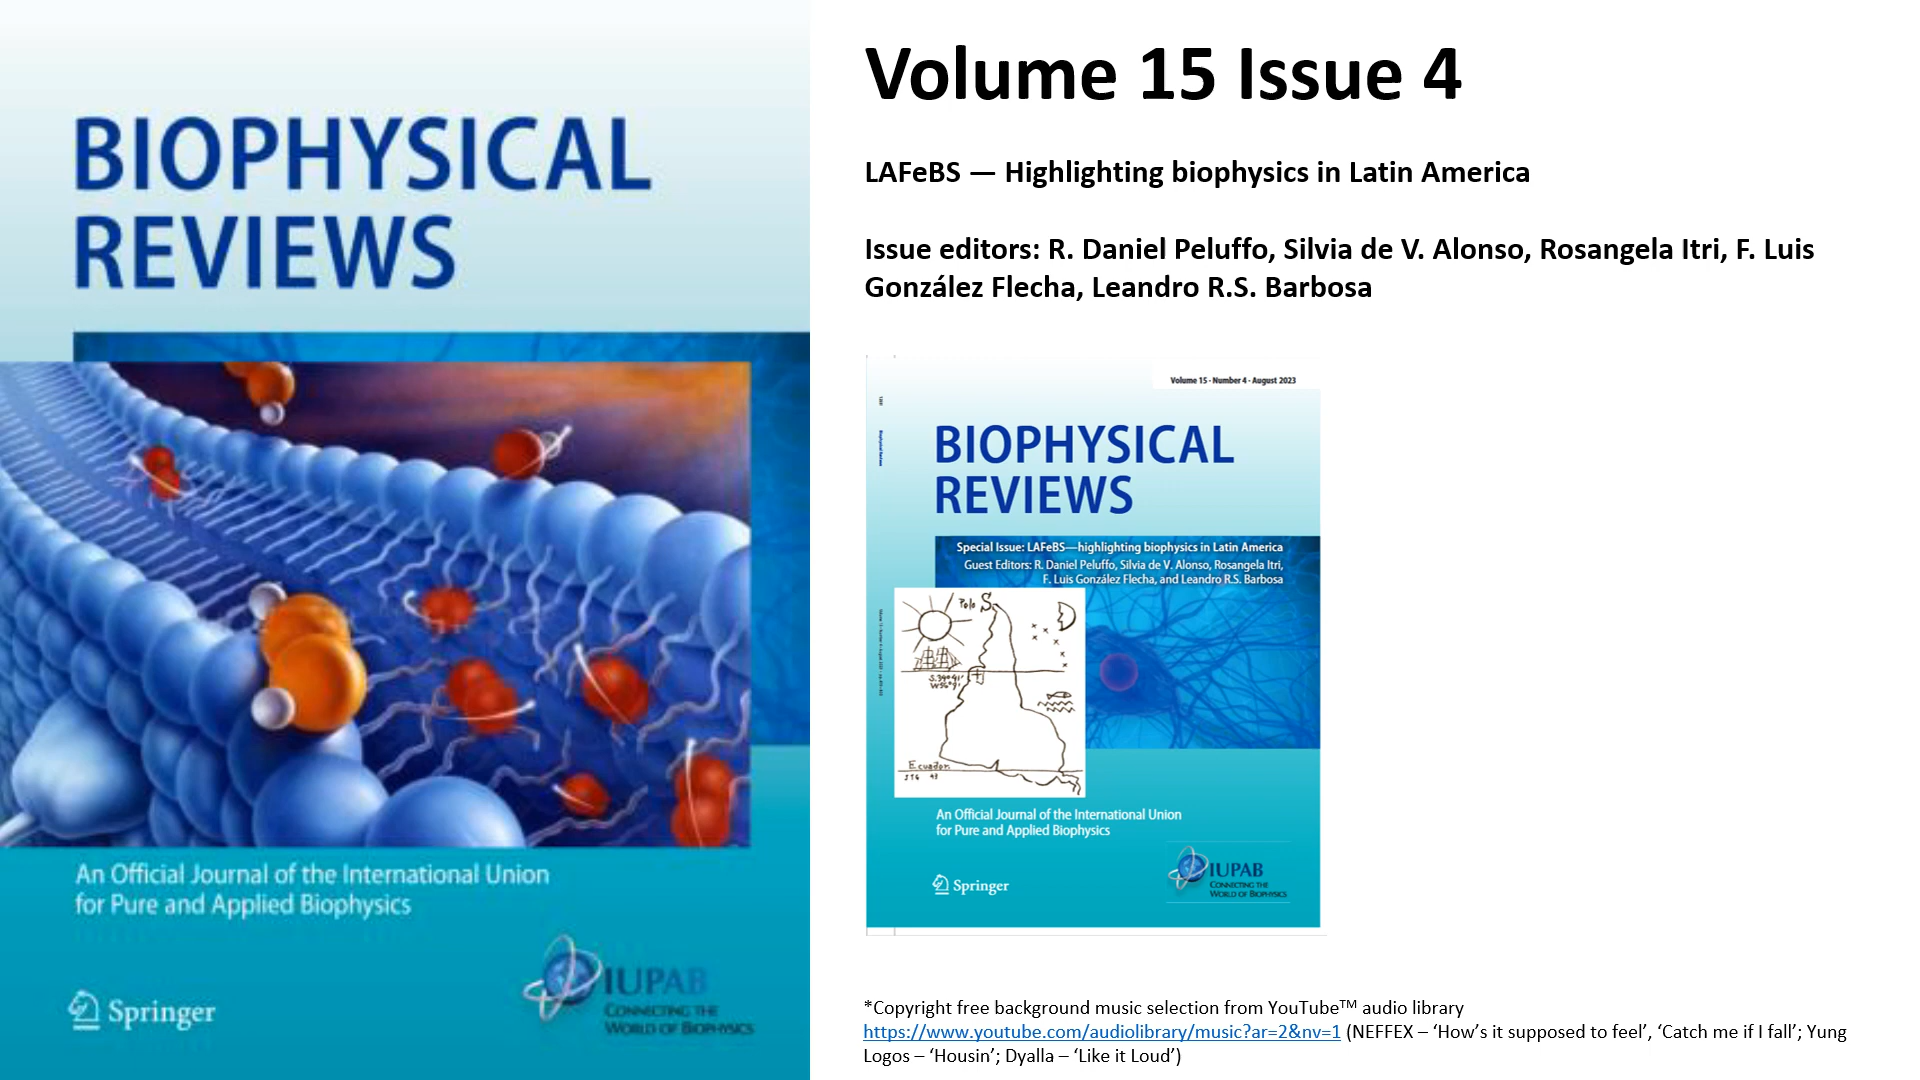 BIOPHYSICAL
REVIEWS
An Official Journal of the International Union
for Pure and Applied Biophysics
Springer
IUPAB
CONNECTING THE
WORLD OF BIOPHYSICS
Volume 15 Issue 4
LAFeBS — Highlighting biophysics in Latin America
Issue editors: R. Daniel Peluffo, Silvia de V. Alonso, Rosangela Itri, F. Luis
González Flecha, Leandro R.S. Barbosa
Volume 15 · Number 4 · August 2023
BIOPHYSICAL
REVIEWS
Special Issue: LAFeBS—highlighting biophysics in Latin America
Guest Editors: R. Daniel Peluffo, Silvia de V. Alonso, Rosangela Itri,
F. Luis González Flecha, and Leandro R.S. Barbosa
Polo S.
Ecuador
An Official Journal of the International Union
for Pure and Applied Biophysics
Springer
IUPAB
CONNECTING THE
WORLD OF BIOPHYSICS
*Copyright free background music selection from YouTube™ audio library
https://www.youtube.com/audiolibrary/music?ar=2&nv=1 (NEFFEX – ‘How’s it supposed to feel’, ‘Catch me if I fall’; Yung
Logos – ‘Housin’; Dyalla – ‘Like it Loud’)